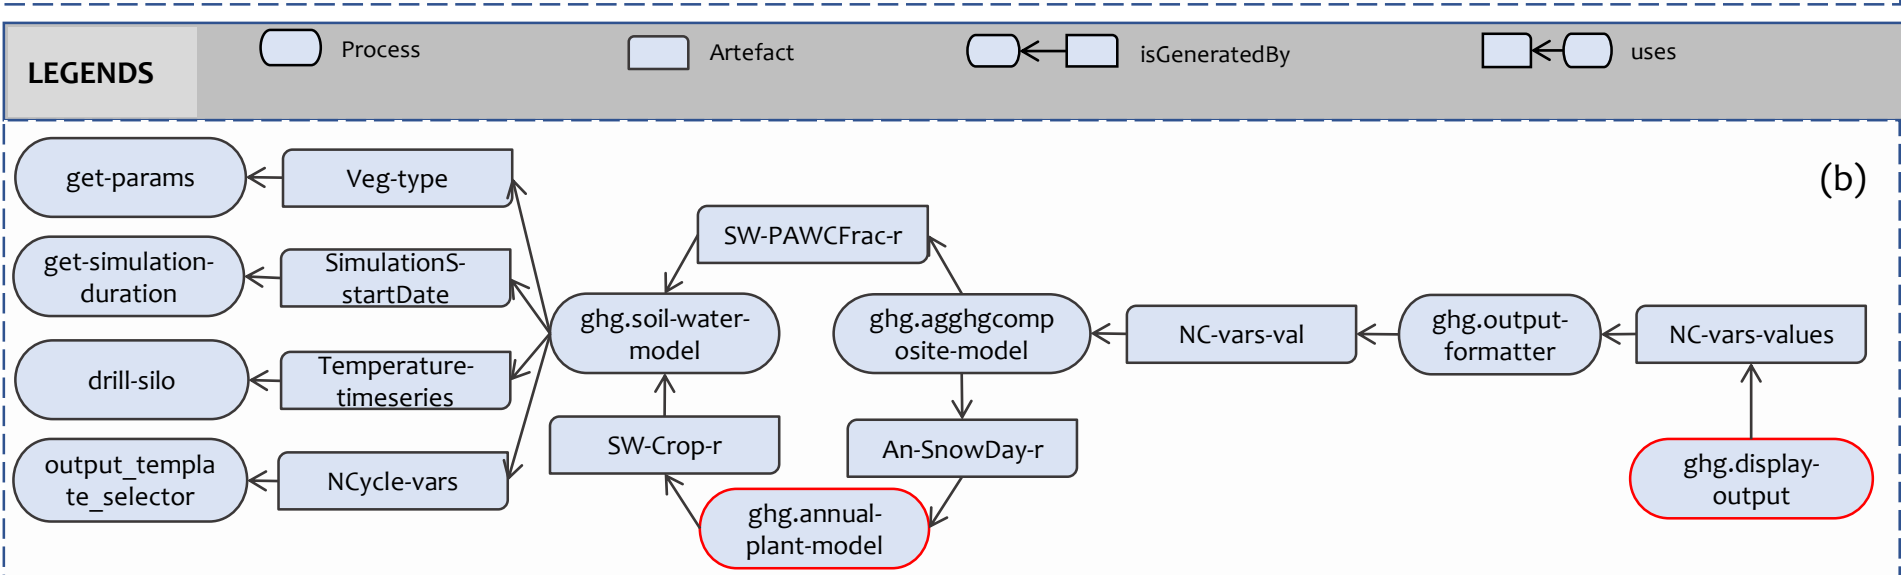 LEGENDS
Process
Artefact
isGeneratedBy
uses
(b)
get-params
Veg-type
get-simulation-
duration
SimulationS-
startDate
drill-silo
Temperature-
timeseries
output_templa
te_selector
NCycle-vars
ghg.soil-water-
model
SW-PAWCFrac-r
SW-Crop-r
ghg.annual-
plant-model
ghg.agghgcomp
osite-model
An-SnowDay-r
NC-vars-val
ghg.output-
formatter
NC-vars-values
ghg.display-
output